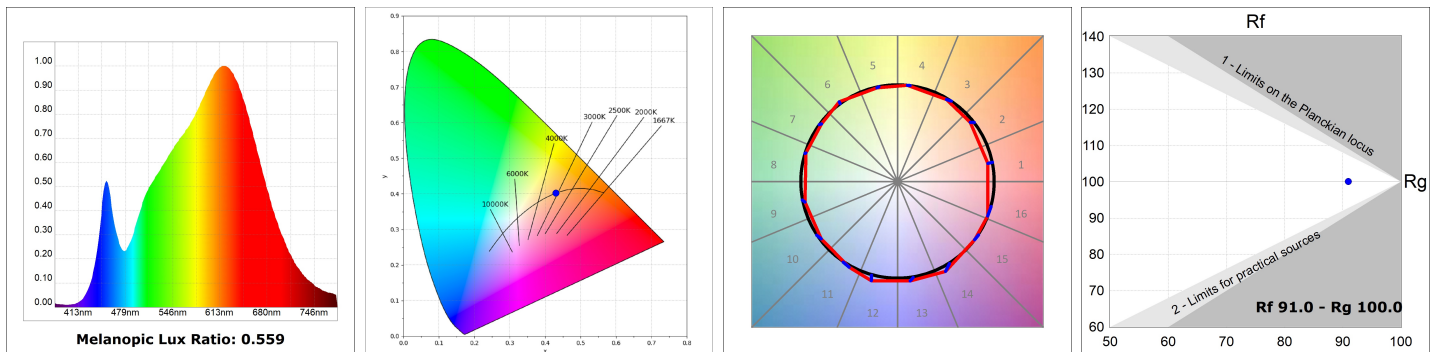 1.00
0.90
0.80
0.70
0.60
0.50
0.40
0.30
0.20
0.10
0.00
413nm 479nm 546nm 613nm 680nm 746nm
Melanopic Lux Ratio: 0.559
0.9
0.8
0.7
0.6
0.5
0.4
0.3
0.2
0.1
0.0
y
10000K
6000K
4000K
3000K
2500K
2000K
1667K
0.0 0.1 0.2 0.3 0.4 0.5 0.6 0.7 0.8
x
1
2
3
4
5
6
7
8
9
10
11
12
13
14
15
16
Rf
140
130
120
110
100
90
80
70
60
1 - Limits on the Planckian locus
Rg
2 - Limits for practical sources
Rf 91.0 - Rg 100.0
50 60 70 80 90 100